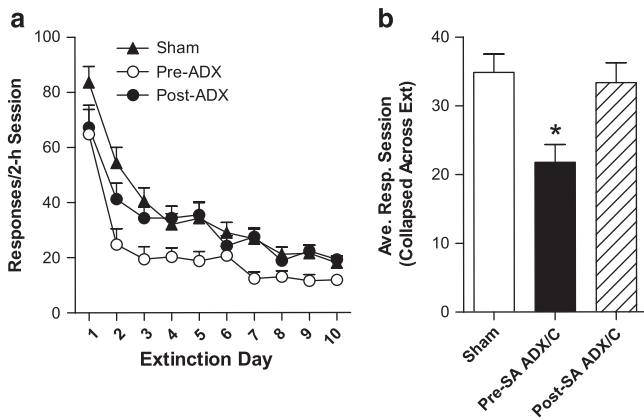 a
Responses/2-h Session
100
80
60
40
20
0
Sham
Pre-ADX
Post-ADX
1 2 3 4 5 6 7 8 9 10
Extinction Day
b
Ave. Resp. Session
(Collapsed Across Ext)
40
30
20
10
0
*
Sham
Pre-SA ADX/C
Post-SA ADX/C